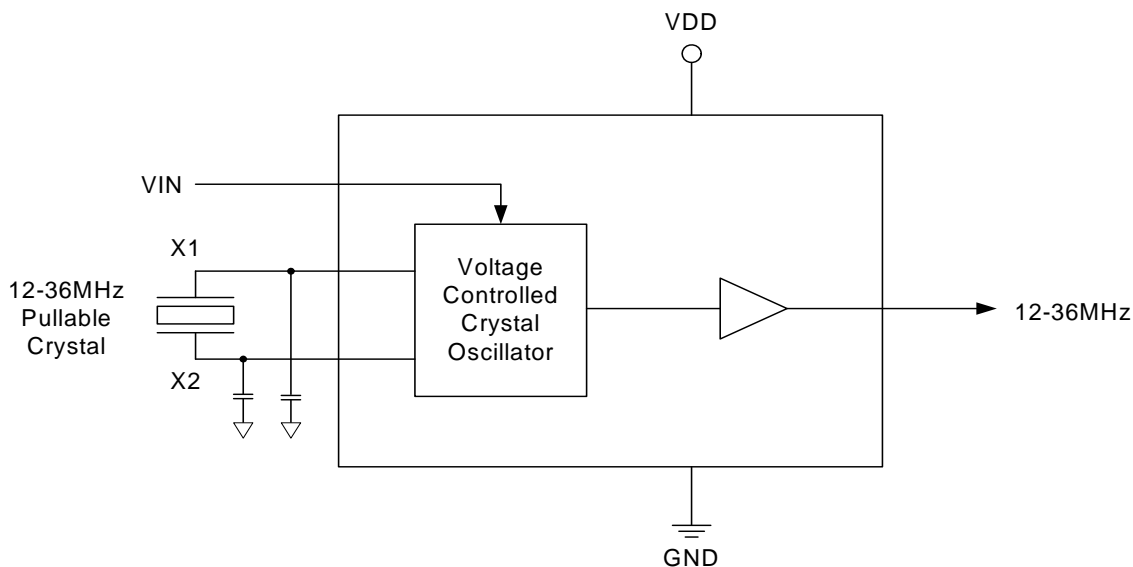 VDD
VIN
X1
12-36MHz
Pullable
Crystal
X2
Voltage
Controlled
Crystal
Oscillator
12-36MHz
GND